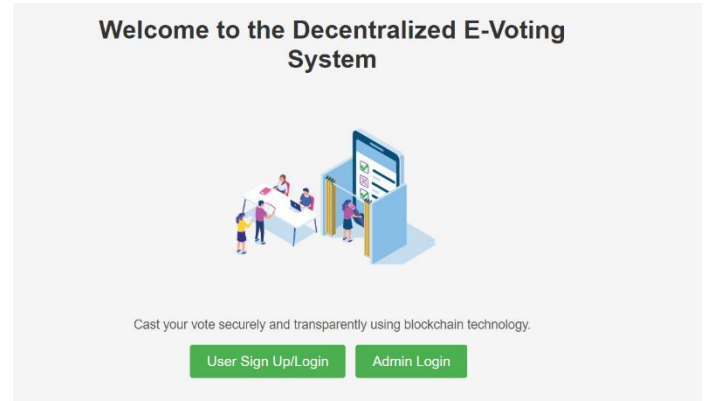 Welcome to the Decentralized E-Voting
System
Cast your vote securely and transparently using blockchain technology.
User Sign Up/Login
Admin Login